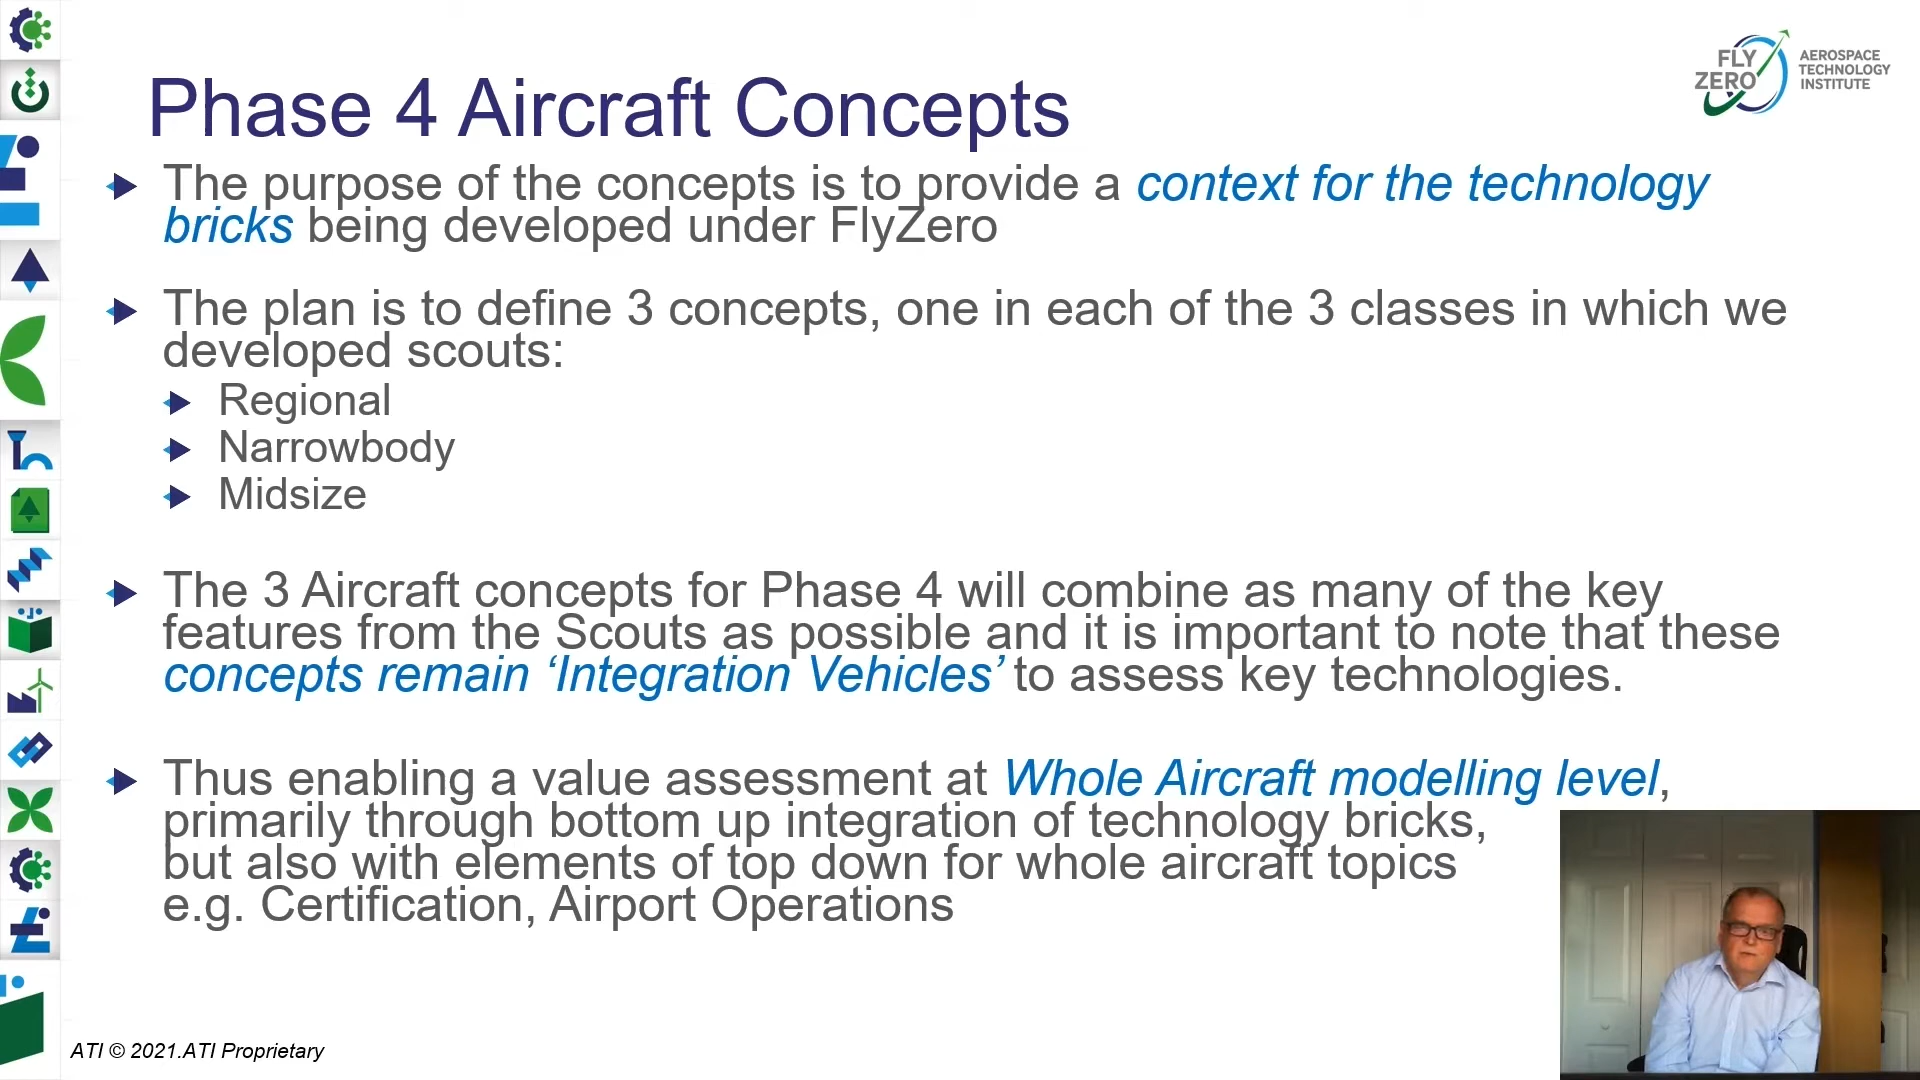 FLY ZERO
AEROSPACE
TECHNOLOGY
INSTITUTE
Phase 4 Aircraft Concepts
The purpose of the concepts is to provide a context for the technology
bricks being developed under FlyZero
The plan is to define 3 concepts, one in each of the 3 classes in which we
developed scouts:
Regional
Narrowbody
Midsize
The 3 Aircraft concepts for Phase 4 will combine as many of the key
features from the Scouts as possible and it is important to note that these
concepts remain ‘Integration Vehicles’ to assess key technologies.
Thus enabling a value assessment at Whole Aircraft modelling level,
primarily through bottom up integration of technology bricks,
but also with elements of top down for whole aircraft topics
e.g. Certification, Airport Operations
ATI © 2021.ATI Proprietary